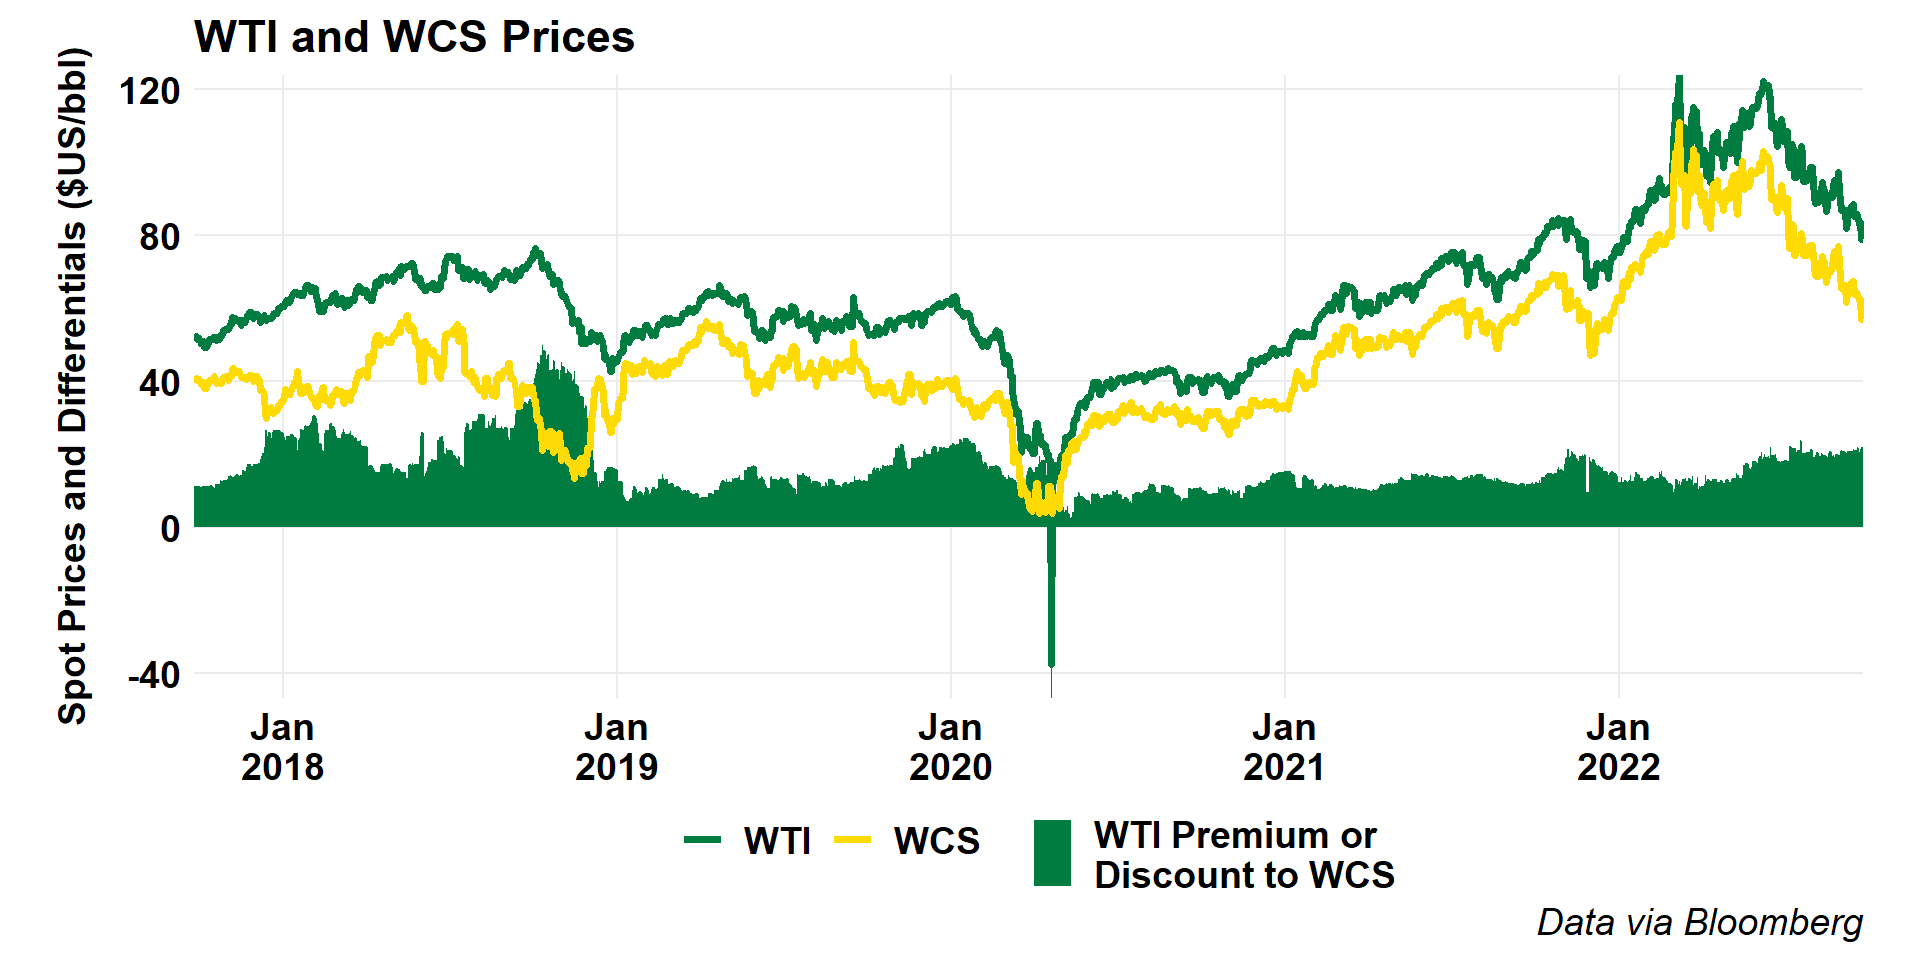 WTI and WCS Prices
Spot Prices and Differentials ($US/bbl)
120
80
40
0
-40
Jan
2018
Jan
2019
Jan
2020
Jan
2021
Jan
2022
WTI
WCS
WTI Premium or
Discount to WCS
Data via Bloomberg